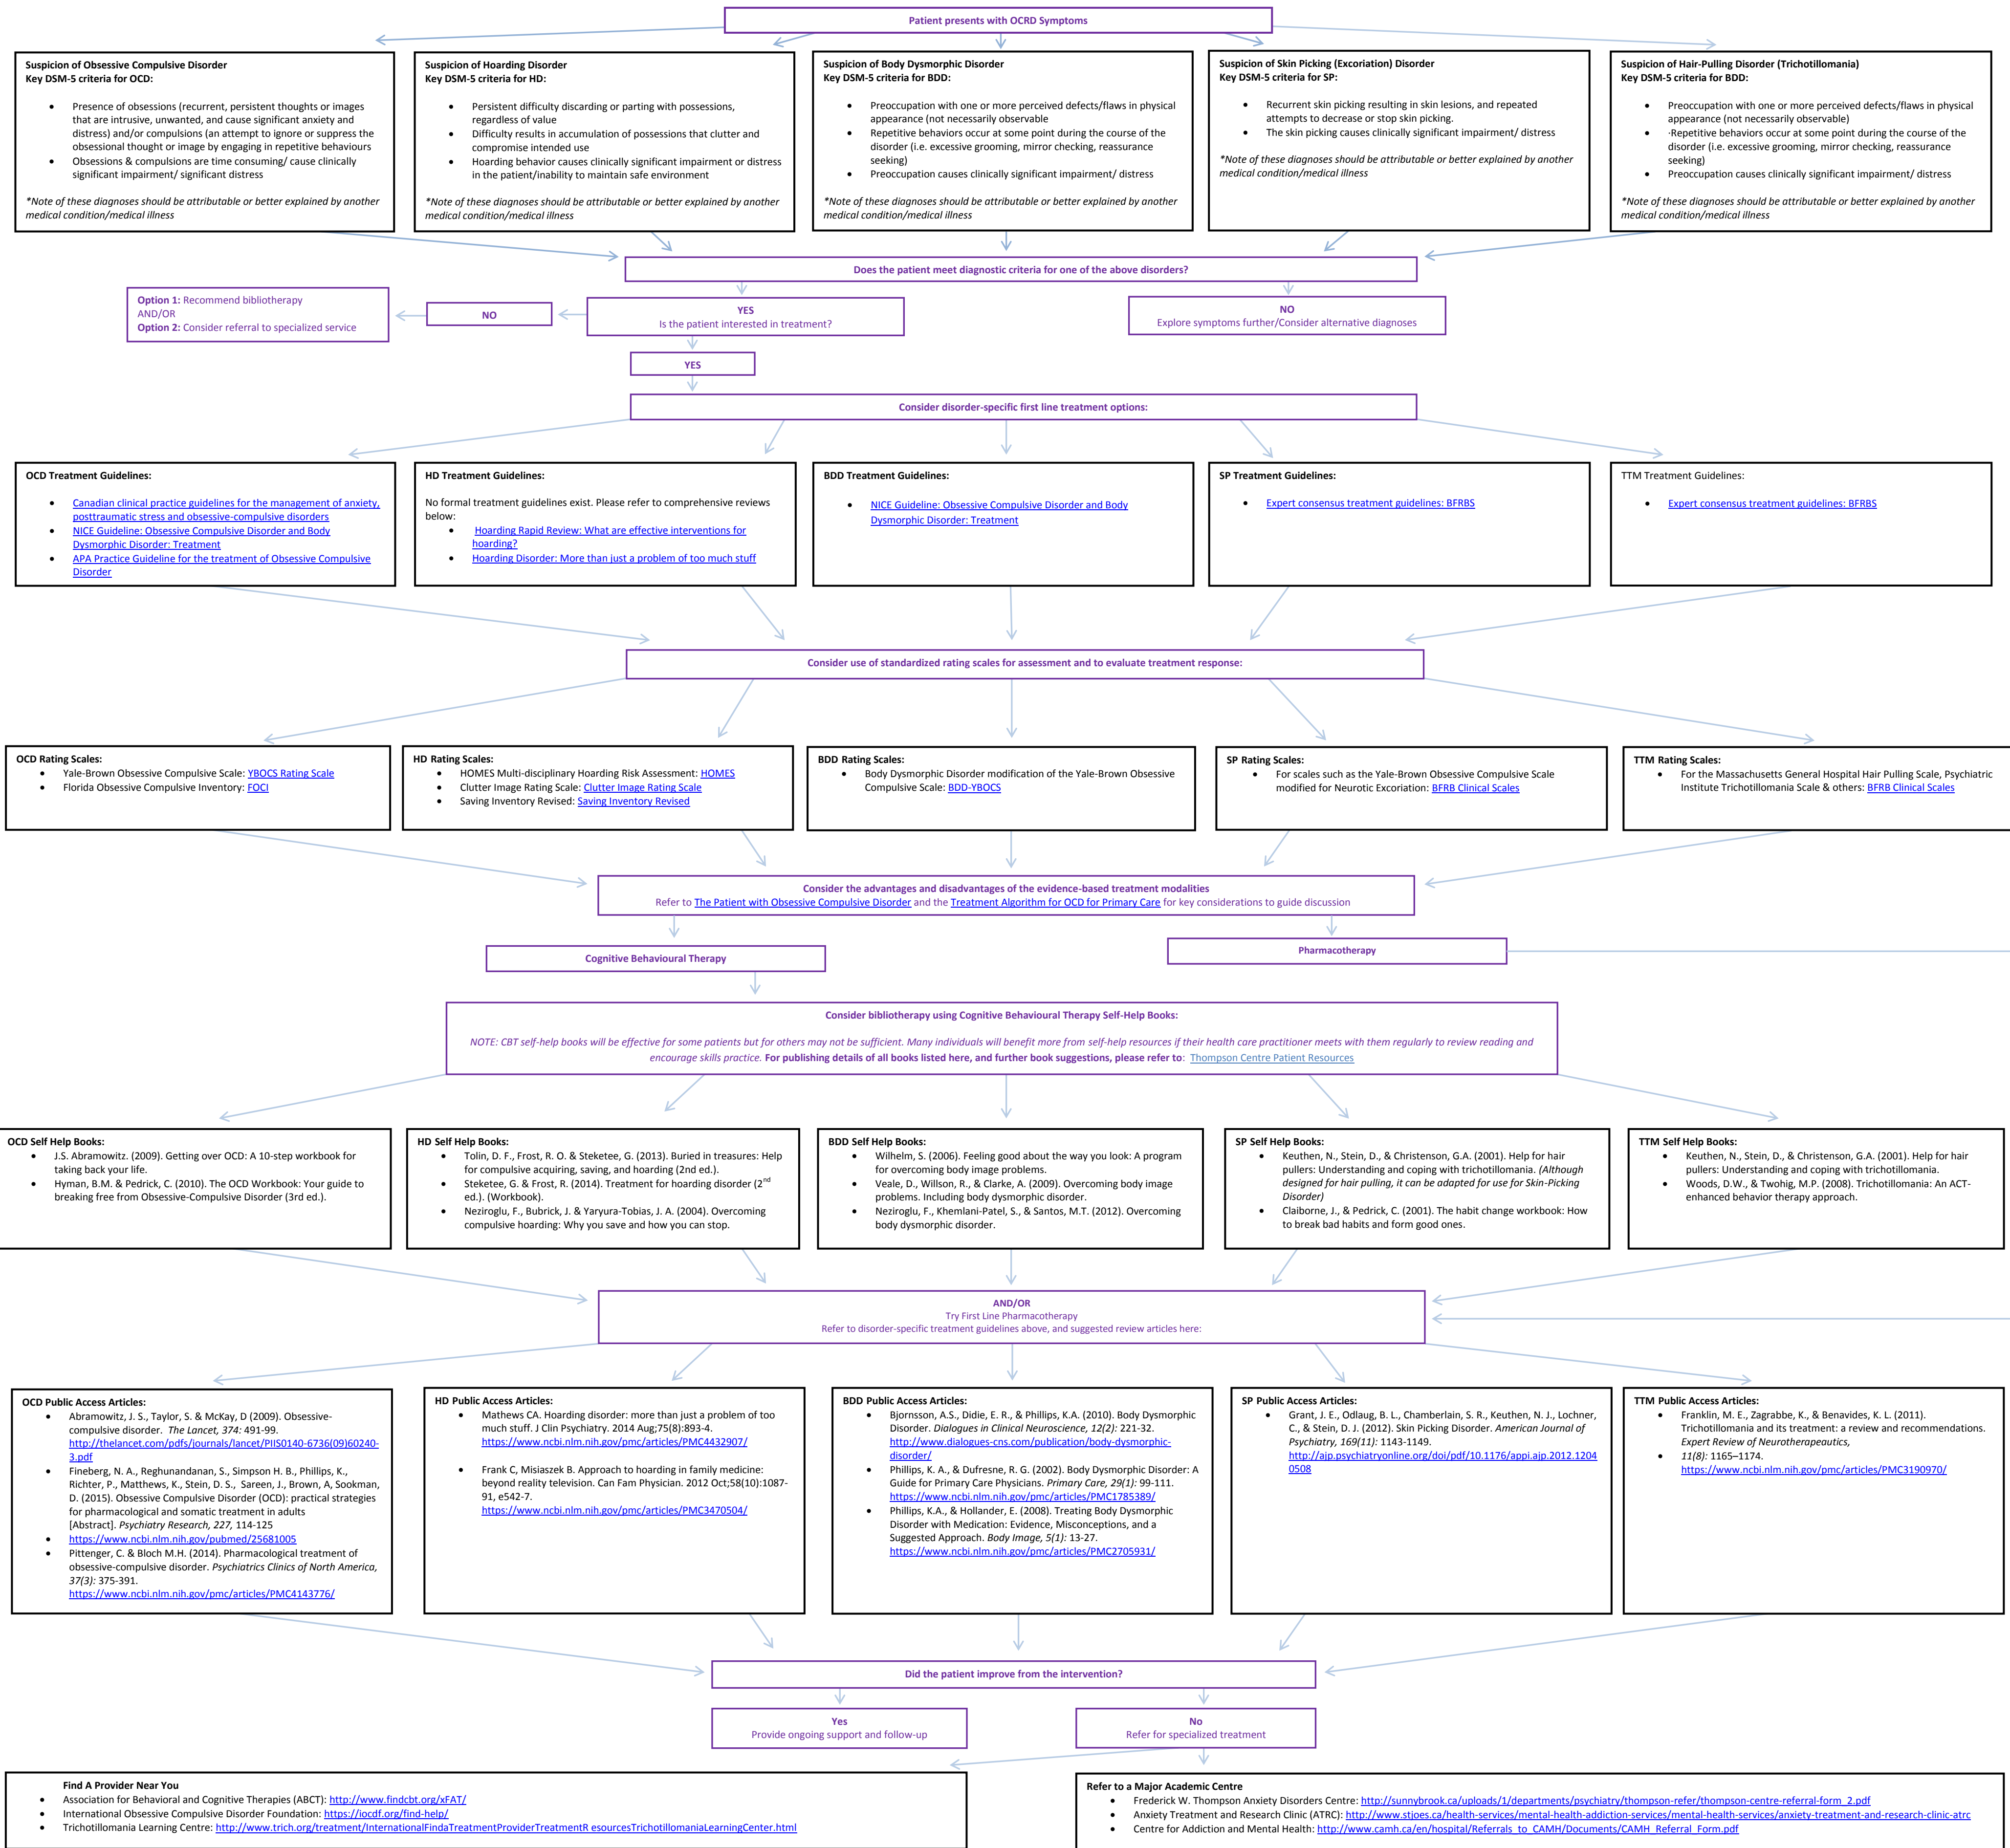 Patient presents with OCRD Symptoms
Suspicion of Obsessive Compulsive Disorder
Key DSM-5 criteria for OCD:
• Presence of obsessions (recurrent, persistent thoughts or images
that are intrusive, unwanted, and cause significant anxiety and
distress) and/or compulsions (an attempt to ignore or suppress the
obsessional thought or image by engaging in repetitive behaviours
• Obsessions & compulsions are time consuming/ cause clinically
significant impairment/ significant distress
*Note of these diagnoses should be attributable or better explained by another
medical condition/medical illness
Suspicion of Hoarding Disorder
Key DSM-5 criteria for HD:
• Persistent difficulty discarding or parting with possessions,
regardless of value
• Difficulty results in accumulation of possessions that clutter and
compromise intended use
• Hoarding behavior causes clinically significant impairment or distress
in the patient/inability to maintain safe environment
*Note of these diagnoses should be attributable or better explained by another
medical condition/medical illness
Suspicion of Body Dysmorphic Disorder
Key DSM-5 criteria for BDD:
• Preoccupation with one or more perceived defects/flaws in physical
appearance (not necessarily observable
• Repetitive behaviors occur at some point during the course of the
disorder (i.e. excessive grooming, mirror checking, reassurance
seeking)
• Preoccupation causes clinically significant impairment/ distress
*Note of these diagnoses should be attributable or better explained by another
medical condition/medical illness
Suspicion of Skin Picking (Excoriation) Disorder
Key DSM-5 criteria for SP:
• Recurrent skin picking resulting in skin lesions, and repeated
attempts to decrease or stop skin picking.
• The skin picking causes clinically significant impairment/ distress
*Note of these diagnoses should be attributable or better explained by another
medical condition/medical illness
Suspicion of Hair-Pulling Disorder (Trichotillomania)
Key DSM-5 criteria for BDD:
• Preoccupation with one or more perceived defects/flaws in physical
appearance (not necessarily observable)
• ·Repetitive behaviors occur at some point during the course of the
disorder (i.e. excessive grooming, mirror checking, reassurance
seeking)
• Preoccupation causes clinically significant impairment/ distress
*Note of these diagnoses should be attributable or better explained by another
medical condition/medical illness
Does the patient meet diagnostic criteria for one of the above disorders?
Option 1: Recommend bibliotherapy
AND/OR
Option 2: Consider referral to specialized service
NO
YES
Is the patient interested in treatment?
NO
Explore symptoms further/Consider alternative diagnoses
YES
Consider disorder-specific first line treatment options:
OCD Treatment Guidelines:
• Canadian clinical practice guidelines for the management of anxiety,
posttraumatic stress and obsessive-compulsive disorders
• NICE Guideline: Obsessive Compulsive Disorder and Body
Dysmorphic Disorder: Treatment
• APA Practice Guideline for the treatment of Obsessive Compulsive
Disorder
HD Treatment Guidelines:
No formal treatment guidelines exist. Please refer to comprehensive reviews
below:
• Hoarding Rapid Review: What are effective interventions for
hoarding?
• Hoarding Disorder: More than just a problem of too much stuff
BDD Treatment Guidelines:
• NICE Guideline: Obsessive Compulsive Disorder and Body
Dysmorphic Disorder: Treatment
SP Treatment Guidelines:
• Expert consensus treatment guidelines: BFRBS
TTM Treatment Guidelines:
• Expert consensus treatment guidelines: BFRBS
Consider use of standardized rating scales for assessment and to evaluate treatment response:
OCD Rating Scales:
• Yale-Brown Obsessive Compulsive Scale: YBOCS Rating Scale
• Florida Obsessive Compulsive Inventory: FOCI
HD Rating Scales:
• HOMES Multi-disciplinary Hoarding Risk Assessment: HOMES
• Clutter Image Rating Scale: Clutter Image Rating Scale
• Saving Inventory Revised: Saving Inventory Revised
BDD Rating Scales:
• Body Dysmorphic Disorder modification of the Yale-Brown Obsessive
Compulsive Scale: BDD-YBOCS
SP Rating Scales:
• For scales such as the Yale-Brown Obsessive Compulsive Scale
modified for Neurotic Excoriation: BFRB Clinical Scales
TTM Rating Scales:
• For the Massachusetts General Hospital Hair Pulling Scale, Psychiatric
Institute Trichotillomania Scale & others: BFRB Clinical Scales
Consider the advantages and disadvantages of the evidence-based treatment modalities
Refer to The Patient with Obsessive Compulsive Disorder and the Treatment Algorithm for OCD for Primary Care for key considerations to guide discussion
Cognitive Behavioural Therapy
Pharmacotherapy
Consider bibliotherapy using Cognitive Behavioural Therapy Self-Help Books:
NOTE: CBT self-help books will be effective for some patients but for others may not be sufficient. Many individuals will benefit more from self-help resources if their health care practitioner meets with them regularly to review reading and
encourage skills practice. For publishing details of all books listed here, and further book suggestions, please refer to: Thompson Centre Patient Resources
OCD Self Help Books:
• J.S. Abramowitz. (2009). Getting over OCD: A 10-step workbook for
taking back your life.
• Hyman, B.M. & Pedrick, C. (2010). The OCD Workbook: Your guide to
breaking free from Obsessive-Compulsive Disorder (3rd ed.).
HD Self Help Books:
• Tolin, D. F., Frost, R. O. & Steketee, G. (2013). Buried in treasures: Help
for compulsive acquiring, saving, and hoarding (2nd ed.).
• Steketee, G. & Frost, R. (2014). Treatment for hoarding disorder (2nd
ed.). (Workbook).
• Neziroglu, F., Bubrick, J. & Yaryura-Tobias, J. A. (2004). Overcoming
compulsive hoarding: Why you save and how you can stop.
BDD Self Help Books:
• Wilhelm, S. (2006). Feeling good about the way you look: A program
for overcoming body image problems.
• Veale, D., Willson, R., & Clarke, A. (2009). Overcoming body image
problems. Including body dysmorphic disorder.
• Neziroglu, F., Khemlani-Patel, S., & Santos, M.T. (2012). Overcoming
body dysmorphic disorder.
SP Self Help Books:
• Keuthen, N., Stein, D., & Christenson, G.A. (2001). Help for hair
pullers: Understanding and coping with trichotillomania. (Although
designed for hair pulling, it can be adapted for use for Skin-Picking
Disorder)
• Claiborne, J., & Pedrick, C. (2001). The habit change workbook: How
to break bad habits and form good ones.
TTM Self Help Books:
• Keuthen, N., Stein, D., & Christenson, G.A. (2001). Help for hair
pullers: Understanding and coping with trichotillomania.
• Woods, D.W., & Twohig, M.P. (2008). Trichotillomania: An ACT-
enhanced behavior therapy approach.
AND/OR
Try First Line Pharmacotherapy
Refer to disorder-specific treatment guidelines above, and suggested review articles here:
OCD Public Access Articles:
• Abramowitz, J. S., Taylor, S. & McKay, D (2009). Obsessive-
compulsive disorder. The Lancet, 374: 491-99.
http://thelancet.com/pdfs/journals/lancet/PIIS0140-6736(09)60240-
3.pdf
• Fineberg, N. A., Reghunandanan, S., Simpson H. B., Phillips, K.,
Richter, P., Matthews, K., Stein, D. S., Sareen, J., Brown, A, Sookman,
D. (2015). Obsessive Compulsive Disorder (OCD): practical strategies
for pharmacological and somatic treatment in adults
[Abstract]. Psychiatry Research, 227, 114-125
• https://www.ncbi.nlm.nih.gov/pubmed/25681005
• Pittenger, C. & Bloch M.H. (2014). Pharmacological treatment of
obsessive-compulsive disorder. Psychiatrics Clinics of North America,
37(3): 375-391.
https://www.ncbi.nlm.nih.gov/pmc/articles/PMC4143776/
HD Public Access Articles:
• Mathews CA. Hoarding disorder: more than just a problem of too
much stuff. J Clin Psychiatry. 2014 Aug;75(8):893-4.
https://www.ncbi.nlm.nih.gov/pmc/articles/PMC4432907/
• Frank C, Misiaszek B. Approach to hoarding in family medicine:
beyond reality television. Can Fam Physician. 2012 Oct;58(10):1087-
91, e542-7.
https://www.ncbi.nlm.nih.gov/pmc/articles/PMC3470504/
BDD Public Access Articles:
• Bjornsson, A.S., Didie, E. R., & Phillips, K.A. (2010). Body Dysmorphic
Disorder. Dialogues in Clinical Neuroscience, 12(2): 221-32.
http://www.dialogues-cns.com/publication/body-dysmorphic-
disorder/
• Phillips, K. A., & Dufresne, R. G. (2002). Body Dysmorphic Disorder: A
Guide for Primary Care Physicians. Primary Care, 29(1): 99-111.
https://www.ncbi.nlm.nih.gov/pmc/articles/PMC1785389/
• Phillips, K.A., & Hollander, E. (2008). Treating Body Dysmorphic
Disorder with Medication: Evidence, Misconceptions, and a
Suggested Approach. Body Image, 5(1): 13-27.
https://www.ncbi.nlm.nih.gov/pmc/articles/PMC2705931/
SP Public Access Articles:
• Grant, J. E., Odlaug, B. L., Chamberlain, S. R., Keuthen, N. J., Lochner,
C., & Stein, D. J. (2012). Skin Picking Disorder. American Journal of
Psychiatry, 169(11): 1143-1149.
http://ajp.psychiatryonline.org/doi/pdf/10.1176/appi.ajp.2012.1204
0508
TTM Public Access Articles:
• Franklin, M. E., Zagrabbe, K., & Benavides, K. L. (2011).
Trichotillomania and its treatment: a review and recommendations.
Expert Review of Neurotherapeutics,
• 11(8): 1165–1174.
https://www.ncbi.nlm.nih.gov/pmc/articles/PMC3190970/
Did the patient improve from the intervention?
Yes
Provide ongoing support and follow-up
No
Refer for specialized treatment
Find A Provider Near You
• Association for Behavioral and Cognitive Therapies (ABCT): http://www.findcbt.org/xFAT/
• International Obsessive Compulsive Disorder Foundation: https://iocdf.org/find-help/
• Trichotillomania Learning Centre: http://www.trich.org/treatment/InternationalFindaTreatmentProviderTreatmentR esourcesTrichotillomaniaLearningCenter.html
Refer to a Major Academic Centre
• Frederick W. Thompson Anxiety Disorders Centre: http://sunnybrook.ca/uploads/1/departments/psychiatry/thompson-refer/thompson-centre-referral-form_2.pdf
• Anxiety Treatment and Research Clinic (ATRC): http://www.stjoes.ca/health-services/mental-health-addiction-services/mental-health-services/anxiety-treatment-and-research-clinic-atrc
• Centre for Addiction and Mental Health: http://www.camh.ca/en/hospital/Referrals_to_CAMH/Documents/CAMH_Referral_Form.pdf